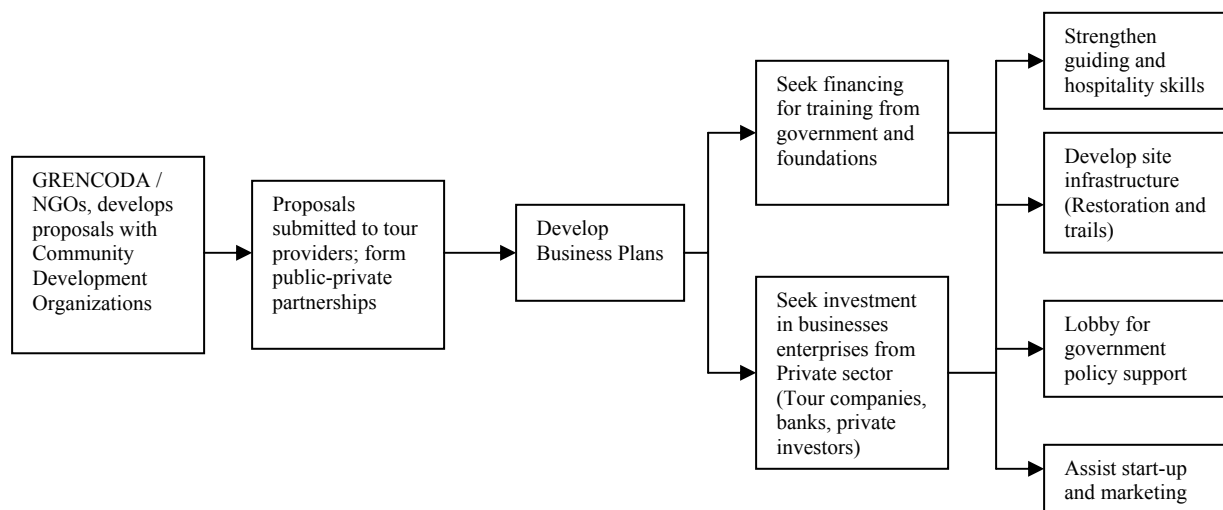 GRENCODA /
NGOs, develops
proposals with
Community
Development
Organizations
Proposals
submitted to tour
providers; form
public-private
partnerships
Develop
Business Plans
Seek financing
for training from
government and
foundations
Seek investment
in businesses
enterprises from
Private sector
(Tour companies,
banks, private
investors)
Strengthen
guiding and
hospitality skills
Develop site
infrastructure
(Restoration and
trails)
Lobby for
government
policy support
Assist start-up
and marketing